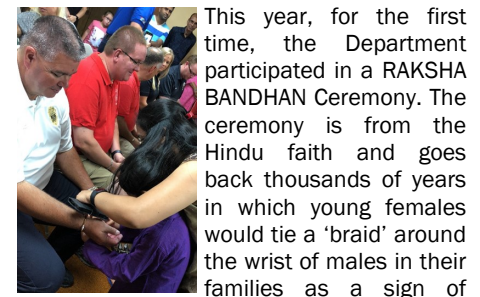 This year, for the first
time, the Department
participated in a RAKSHA
BANDHAN Ceremony. The
ceremony is from the
Hindu faith and goes
back thousands of years
in which young females
would tie a ‘braid’ around
the wrist of males in their
families as a sign of